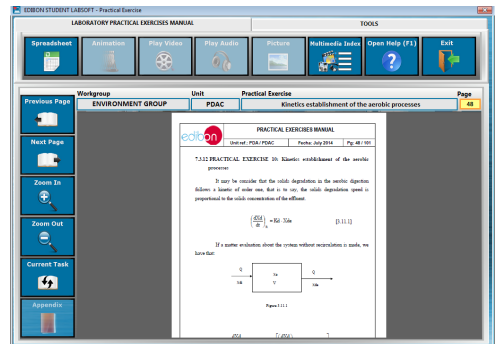 EDIBON STUDENT LABSOFT - Practical Exercise
LABORATORY PRACTICAL EXERCISES MANUAL
TOOLS
Spreadsheet
Animation
Play Video
Play Audio
Picture
Multimedia Index
Open Help (F1)
Exit
Workgroup
Unit
Practical Exercise
Page
ENVIRONMENT GROUP
PDAC
Kinetics establishment of the aerobic processes
48
Previous Page
Next Page
Zoom In
Zoom Out
Current Task
Appendix
edibon
PRACTICAL EXERCISES MANUAL
Unit ref.: PDA / PDAC
Fecha: July 2014
Pg: 48 / 101
7.3.12 PRACTICAL EXERCISE 10: Kinetics establishment of the aerobic
processes
It may be consider that the solids degradation in the aerobic digestion
follows a kinetic of order one, that is to say, the solids degradation speed is
proportional to the solids concentration of the effluent:
= Kd · Xde
[3.11.1]
If a matter evaluation about the system without recirculation is made, we
have that:
Q
Q
V
Figure 3.11.1